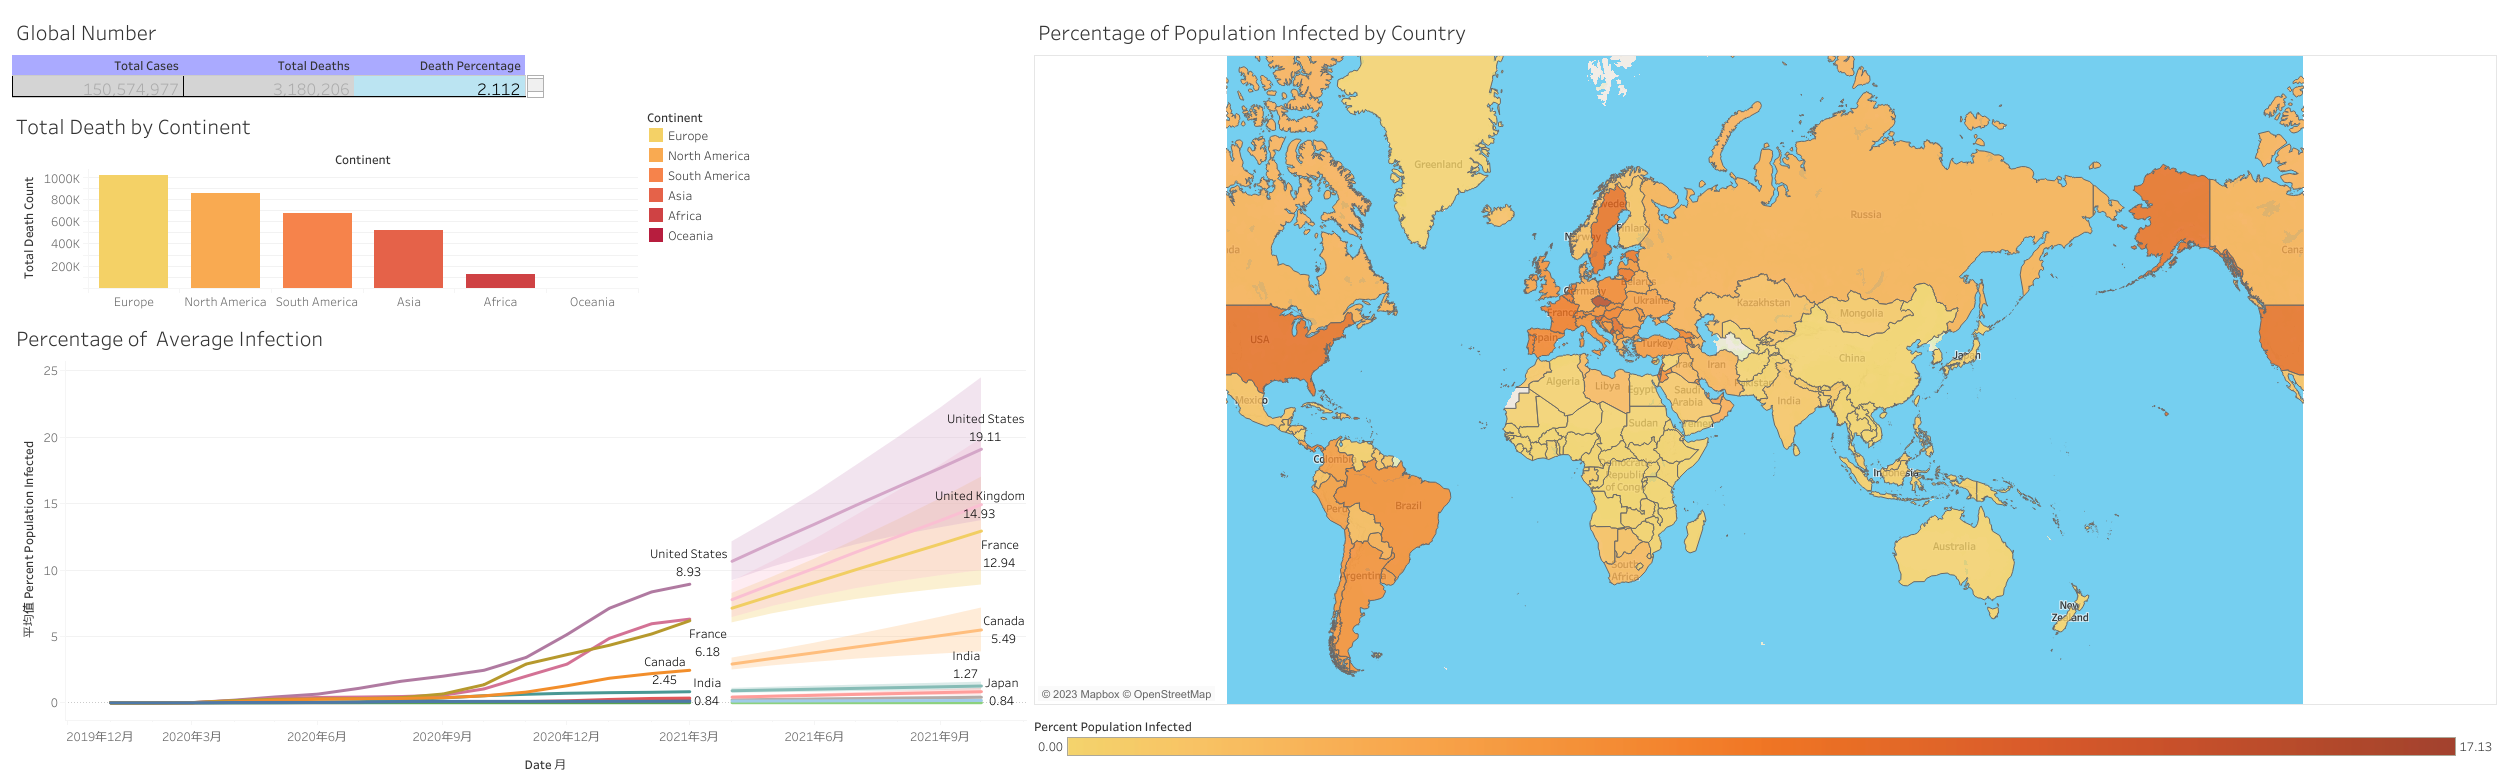 Global Number
Total Cases Total Deaths Death Percentage
150,574,977 3,180,206 2.112
Total Death by Continent
Continent
Total Death Count
1000K
800K
600K
400K
200K
Europe North America South America Asia Africa Oceania
Continent
Europe
North America
South America
Asia
Africa
Oceania
Percentage of  Average Infection
平均值 Percent Population Infected
25
20
15
10
5
0
United States
19.11
United Kingdom
14.93
France
12.94
United States
8.93
Canada
5.49
France
6.18
Canada
2.45
India
1.27
India
0.84
Japan
0.84
2019年12月 2020年3月 2020年6月 2020年9月 2020年12月 2021年3月 2021年6月 2021年9月
Date 月
Percentage of Population Infected by Country
Greenland
Sweden
Russia
Norway
Finland
nada
Cana
Belarus
Germany
Ukraine
Kazakhstan
France
Mongolia
USA
Spain
Turkey
Japan
China
Iraq
Iran
Algeria
Libya
Egypt
Pakistan
Saudi
Arabia
India
Mexico
Sudan
Yemen
Colombia
Democratic
Republic
of Congo
Indonesia
Peru
Brazil
Australia
South
Africa
Argentina
New
Zealand
© 2023 Mapbox © OpenStreetMap
Percent Population Infected
0.00 17.13